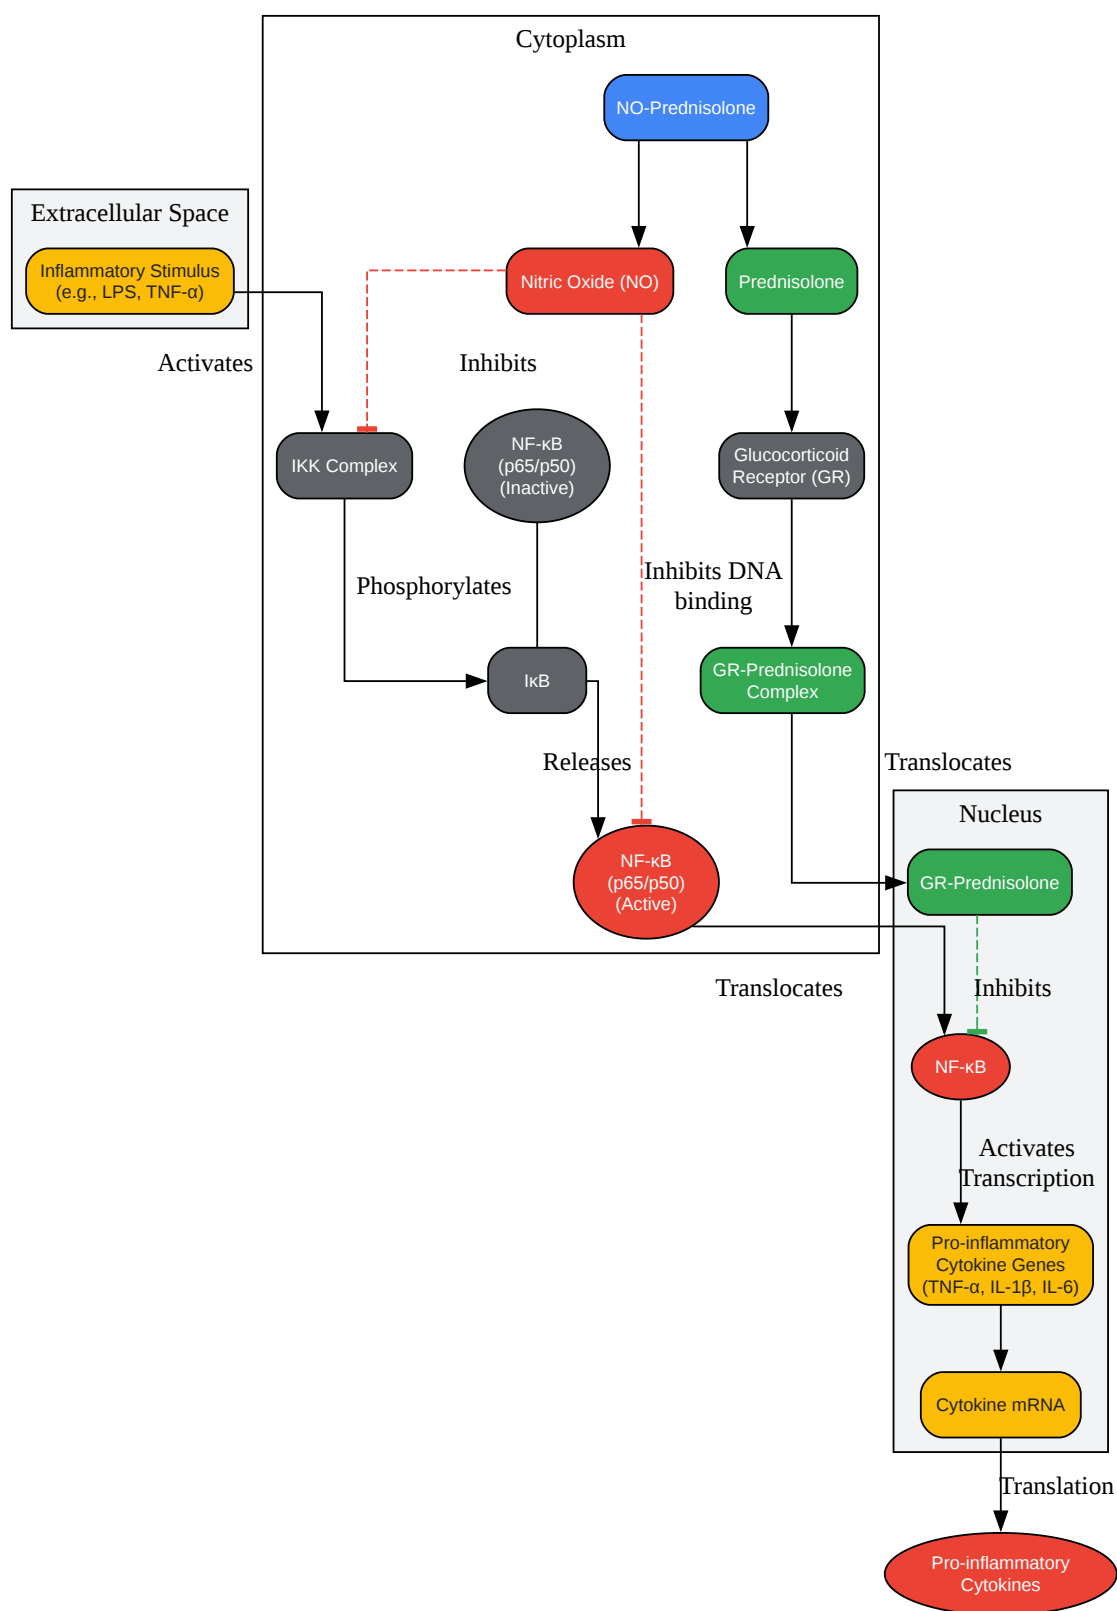 Cytoplasm
NO-Prednisolone
Extracellular Space
Inflammatory Stimulus
(e.g., LPS, TNF-α)
Nitric Oxide (NO)
Prednisolone
Activates
Inhibits
IKK Complex
NF-κB
(p65/p50)
(Inactive)
Glucocorticoid
Receptor (GR)
Phosphorylates
Inhibits DNA
binding
IκB
GR-Prednisolone
Complex
Releases
Translocates
Nucleus
NF-κB
(p65/p50)
(Active)
GR-Prednisolone
Translocates
Inhibits
NF-κB
Activates
Transcription
Pro-inflammatory
Cytokine Genes
(TNF-α, IL-1β, IL-6)
Cytokine mRNA
Translation
Pro-inflammatory
Cytokines